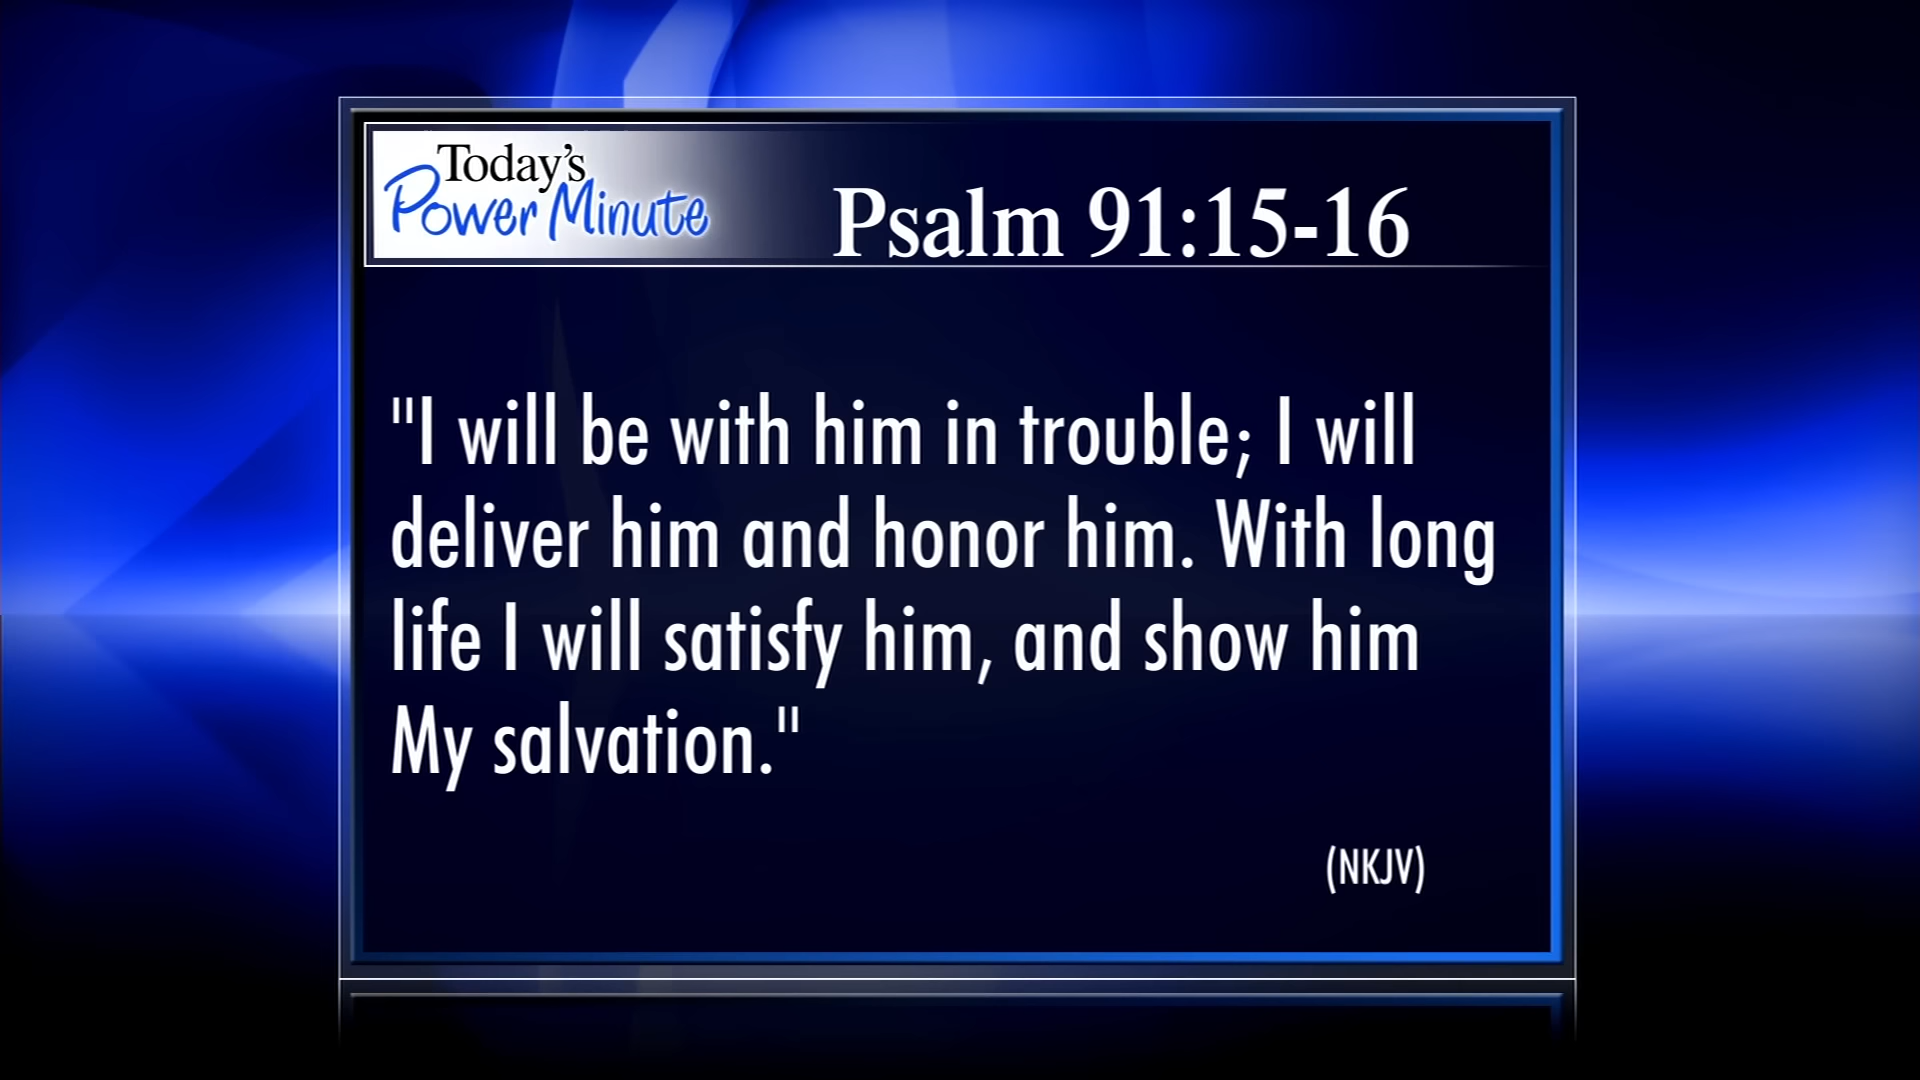 Today's
Power Minute
Psalm 91:15-16
"I will be with him in trouble; I will
deliver him and honor him. With long
life I will satisfy him, and show him
My salvation."
(NKJV)